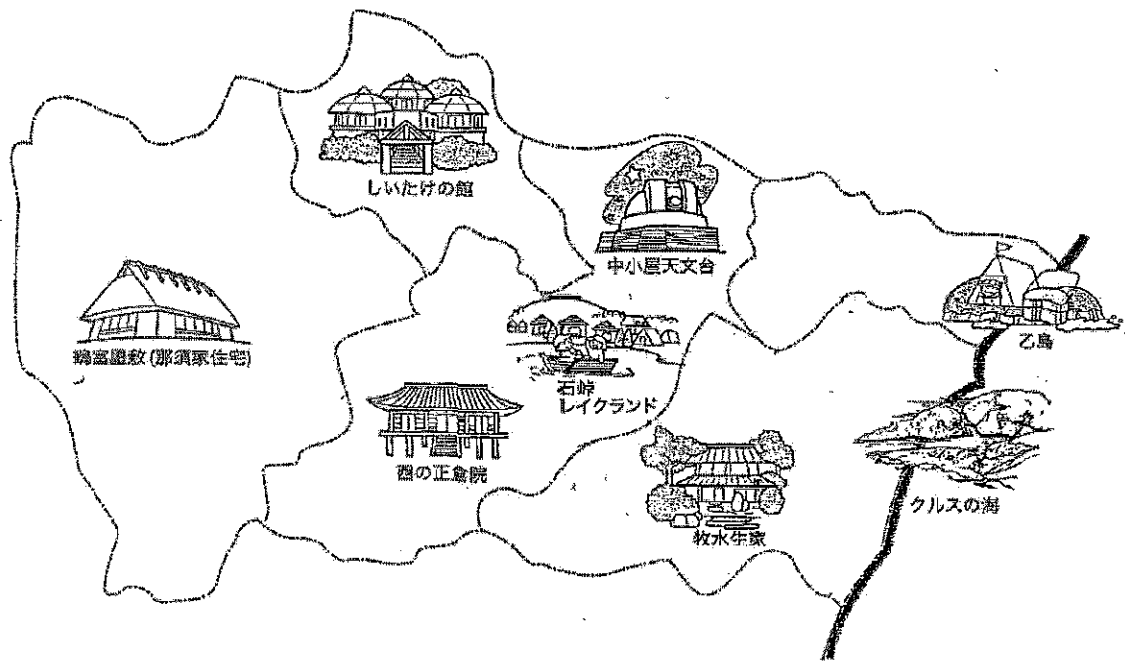 しいたけの館
中小屋天文台
乙島
鶴富屋敷(那須家住宅)
石峠
レイクランド
西の正倉院
クルスの海
牧水生家